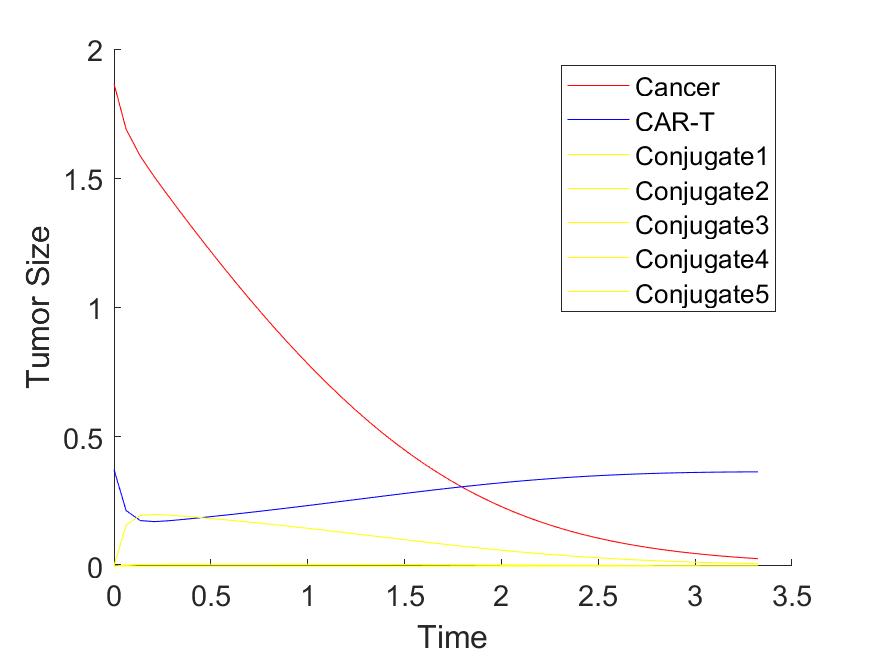 2
1.5
1
0.5
0
Tumor Size
0 0.5 1 1.5 2 2.5 3 3.5
Time
Cancer
CAR-T
Conjugate1
Conjugate2
Conjugate3
Conjugate4
Conjugate5